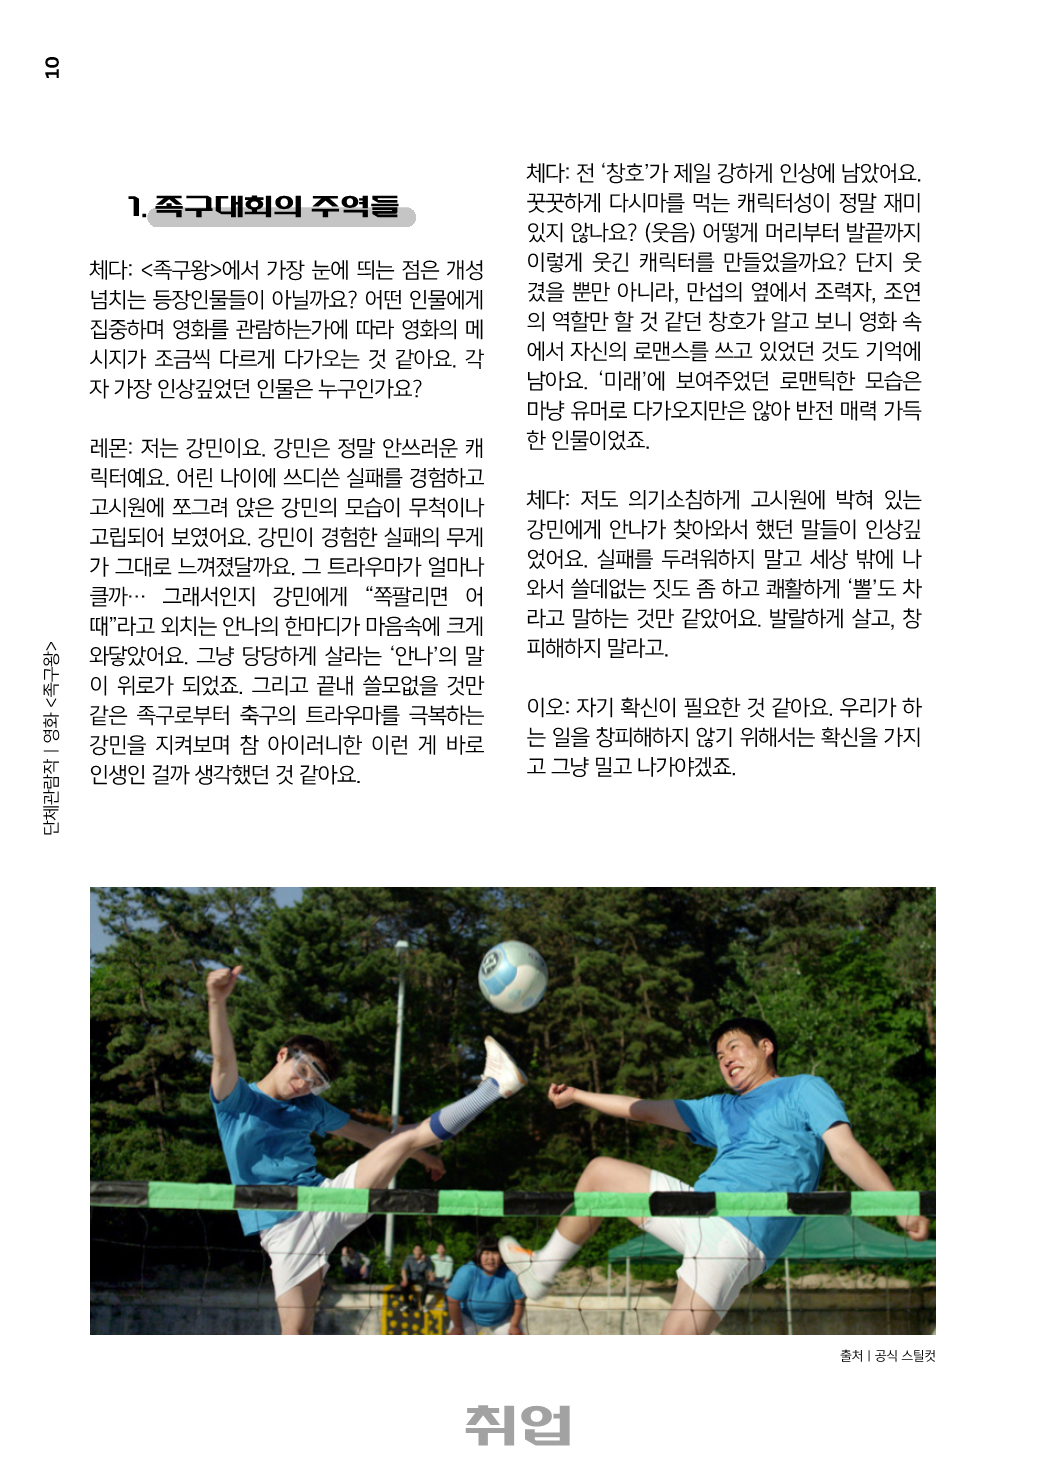 10
1. 족구대회의 주역들
체다: <족구왕>에서 가장 눈에 띄는 점은 개성
넘치는 등장인물들이 아닐까요? 어떤 인물에게
집중하며 영화를 관람하는가에 따라 영화의 메
시지가 조금씩 다르게 다가오는 것 같아요. 각
자 가장 인상깊었던 인물은 누구인가요?
레몬: 저는 강민이요. 강민은 정말 안쓰러운 캐
릭터예요. 어린 나이에 쓰디쓴 실패를 경험하고
고시원에 쪼그려 앉은 강민의 모습이 무척이나
고립되어 보였어요. 강민이 경험한 실패의 무게
가 그대로 느껴졌달까요. 그 트라우마가 얼마나
클까… 그래서인지 강민에게 “쪽팔리면 어
때”라고 외치는 안나의 한마디가 마음속에 크게
와닿았어요. 그냥 당당하게 살라는 ‘안나’의 말
이 위로가 되었죠. 그리고 끝내 쓸모없을 것만
같은 족구로부터 축구의 트라우마를 극복하는
강민을 지켜보며 참 아이러니한 이런 게 바로
인생인 걸까 생각했던 것 같아요.
체다: 전 ‘창호’가 제일 강하게 인상에 남았어요.
꿋꿋하게 다시마를 먹는 캐릭터성이 정말 재미
있지 않나요? (웃음) 어떻게 머리부터 발끝까지
이렇게 웃긴 캐릭터를 만들었을까요? 단지 웃
겼을 뿐만 아니라, 만섭의 옆에서 조력자, 조연
의 역할만 할 것 같던 창호가 알고 보니 영화 속
에서 자신의 로맨스를 쓰고 있었던 것도 기억에
남아요. ‘미래’에 보여주었던 로맨틱한 모습은
마냥 유머로 다가오지만은 않아 반전 매력 가득
한 인물이었죠.
체다: 저도 의기소침하게 고시원에 박혀 있는
강민에게 안나가 찾아와서 했던 말들이 인상깊
었어요. 실패를 두려워하지 말고 세상 밖에 나
와서 쓸데없는 짓도 좀 하고 쾌활하게 ‘뽈’도 차
라고 말하는 것만 같았어요. 발랄하게 살고, 창
피해하지 말라고.
이오: 자기 확신이 필요한 것 같아요. 우리가 하
는 일을 창피해하지 않기 위해서는 확신을 가지
고 그냥 밀고 나가야겠죠.
단체관람작 | 영화 <족구왕>
출처 | 공식 스틸컷
취업